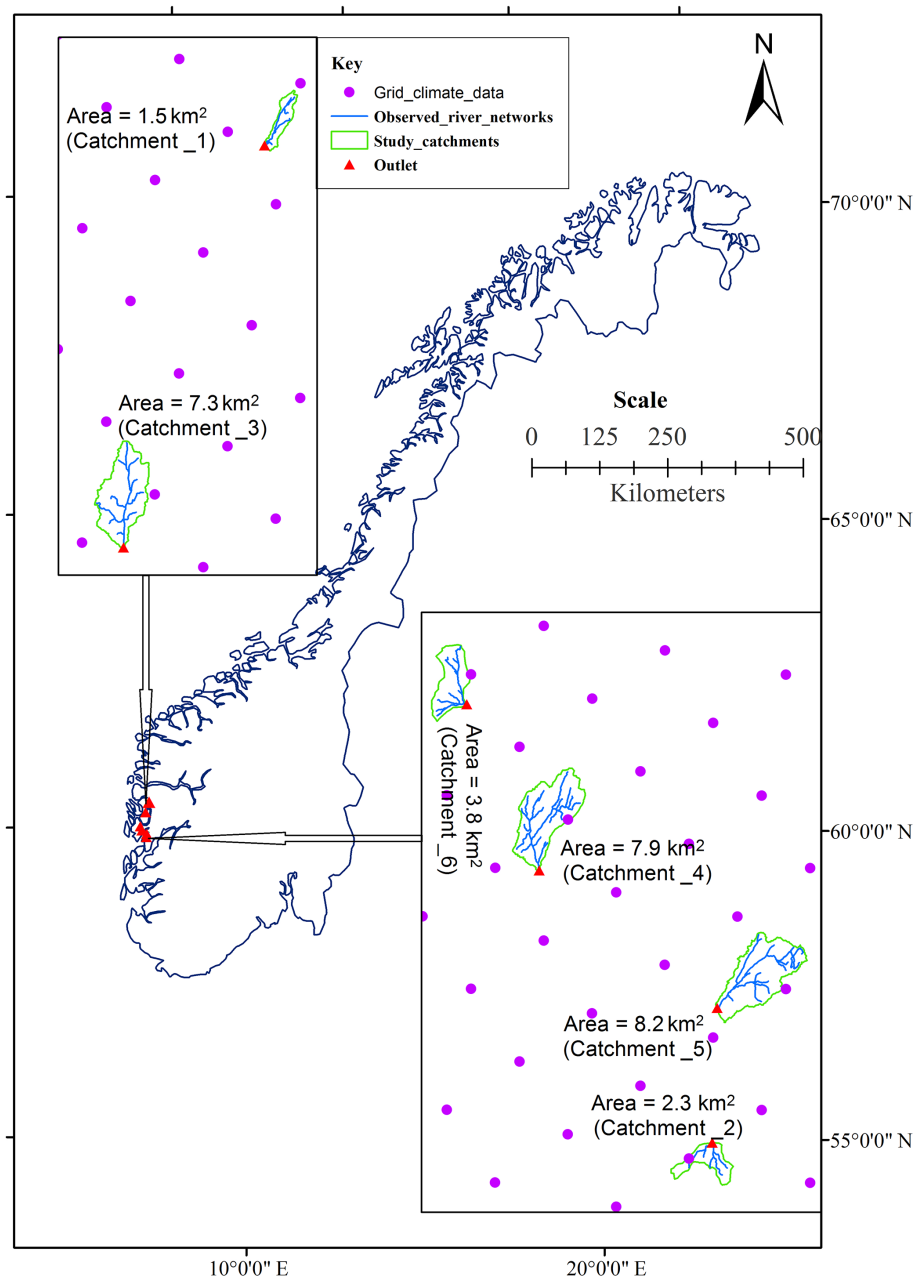 N
Key
Grid_climate_data
Observed_river_networks
Study_catchments
Outlet
Area = 1.5 km²
(Catchment _1)
Area = 7.3 km²
(Catchment _3)
70°0'0" N
Scale
0 125 250 500
Kilometers
65°0'0" N
Area = 3.8 km²
(Catchment _6)
60°0'0" N
Area = 7.9 km²
(Catchment _4)
Area = 8.2 km²
(Catchment _5)
Area = 2.3 km²
(Catchment _2)
55°0'0" N
10°0'0" E
20°0'0" E